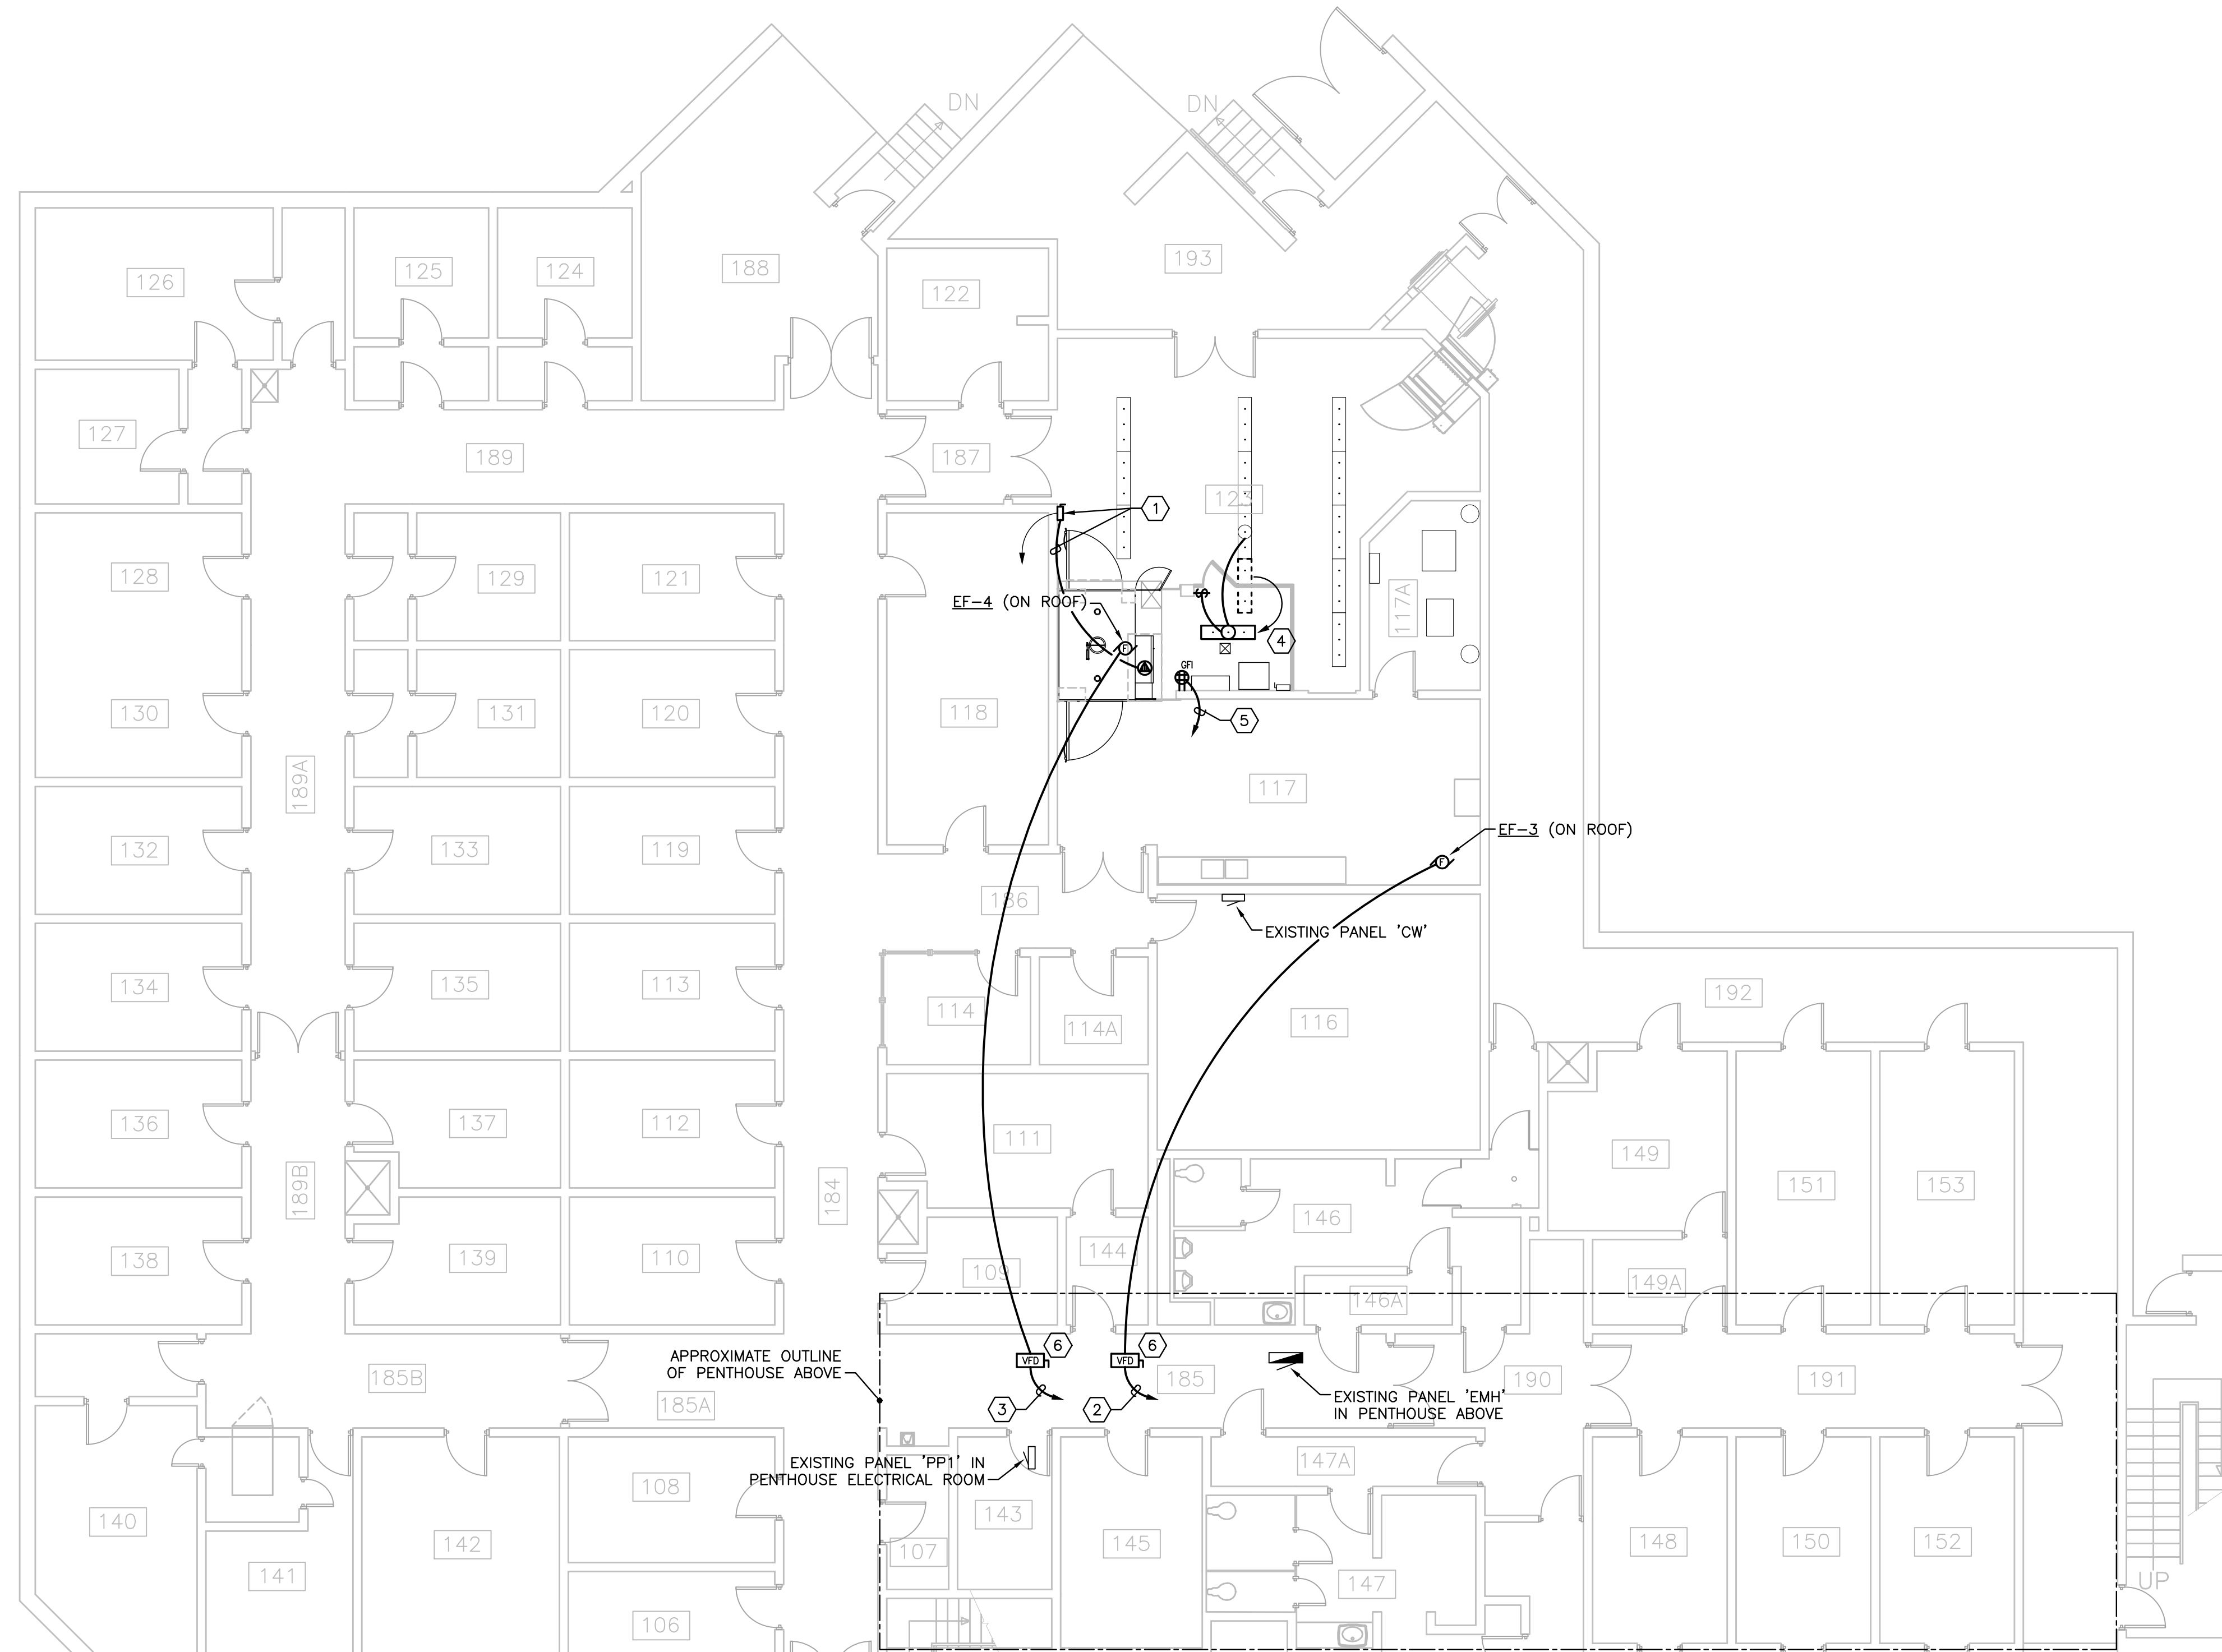 DN
DN
193
188
125
124
126
122
127
189
187
123
1
128
129
121
117A
EF-4 (ON ROOF)
$
4
F
GFI
130
131
120
118
5
189A
117
132
133
119
EF-3 (ON ROOF)
F
186
EXISTING PANEL 'CW'
134
135
113
192
114
114A
116
136
137
112
111
149
189B
184
151
153
146
138
139
110
144
109
149A
146A
APPROXIMATE OUTLINE
OF PENTHOUSE ABOVE
VFD
6
VFD
6
185B
185
190
191
185A
3
2
EXISTING PANEL 'EMH'
IN PENTHOUSE ABOVE
EXISTING PANEL 'PP1' IN
PENTHOUSE ELECTRICAL ROOM
147A
108
140
143
142
145
148
150
152
107
141
147
UP
106